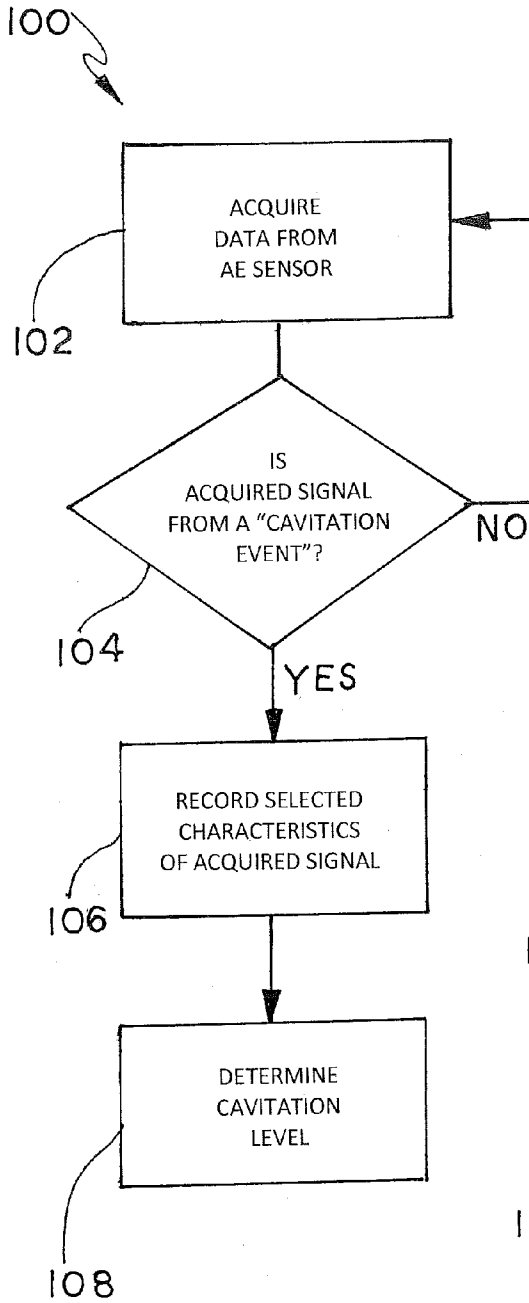 100
ACQUIRE
DATA FROM
AE SENSOR
102
IS
ACQUIRED SIGNAL
FROM A “CAVITATION
EVENT”?
NO
104
YES
RECORD SELECTED
CHARACTERISTICS
OF ACQUIRED SIGNAL
106
DETERMINE
CAVITATION
LEVEL
108